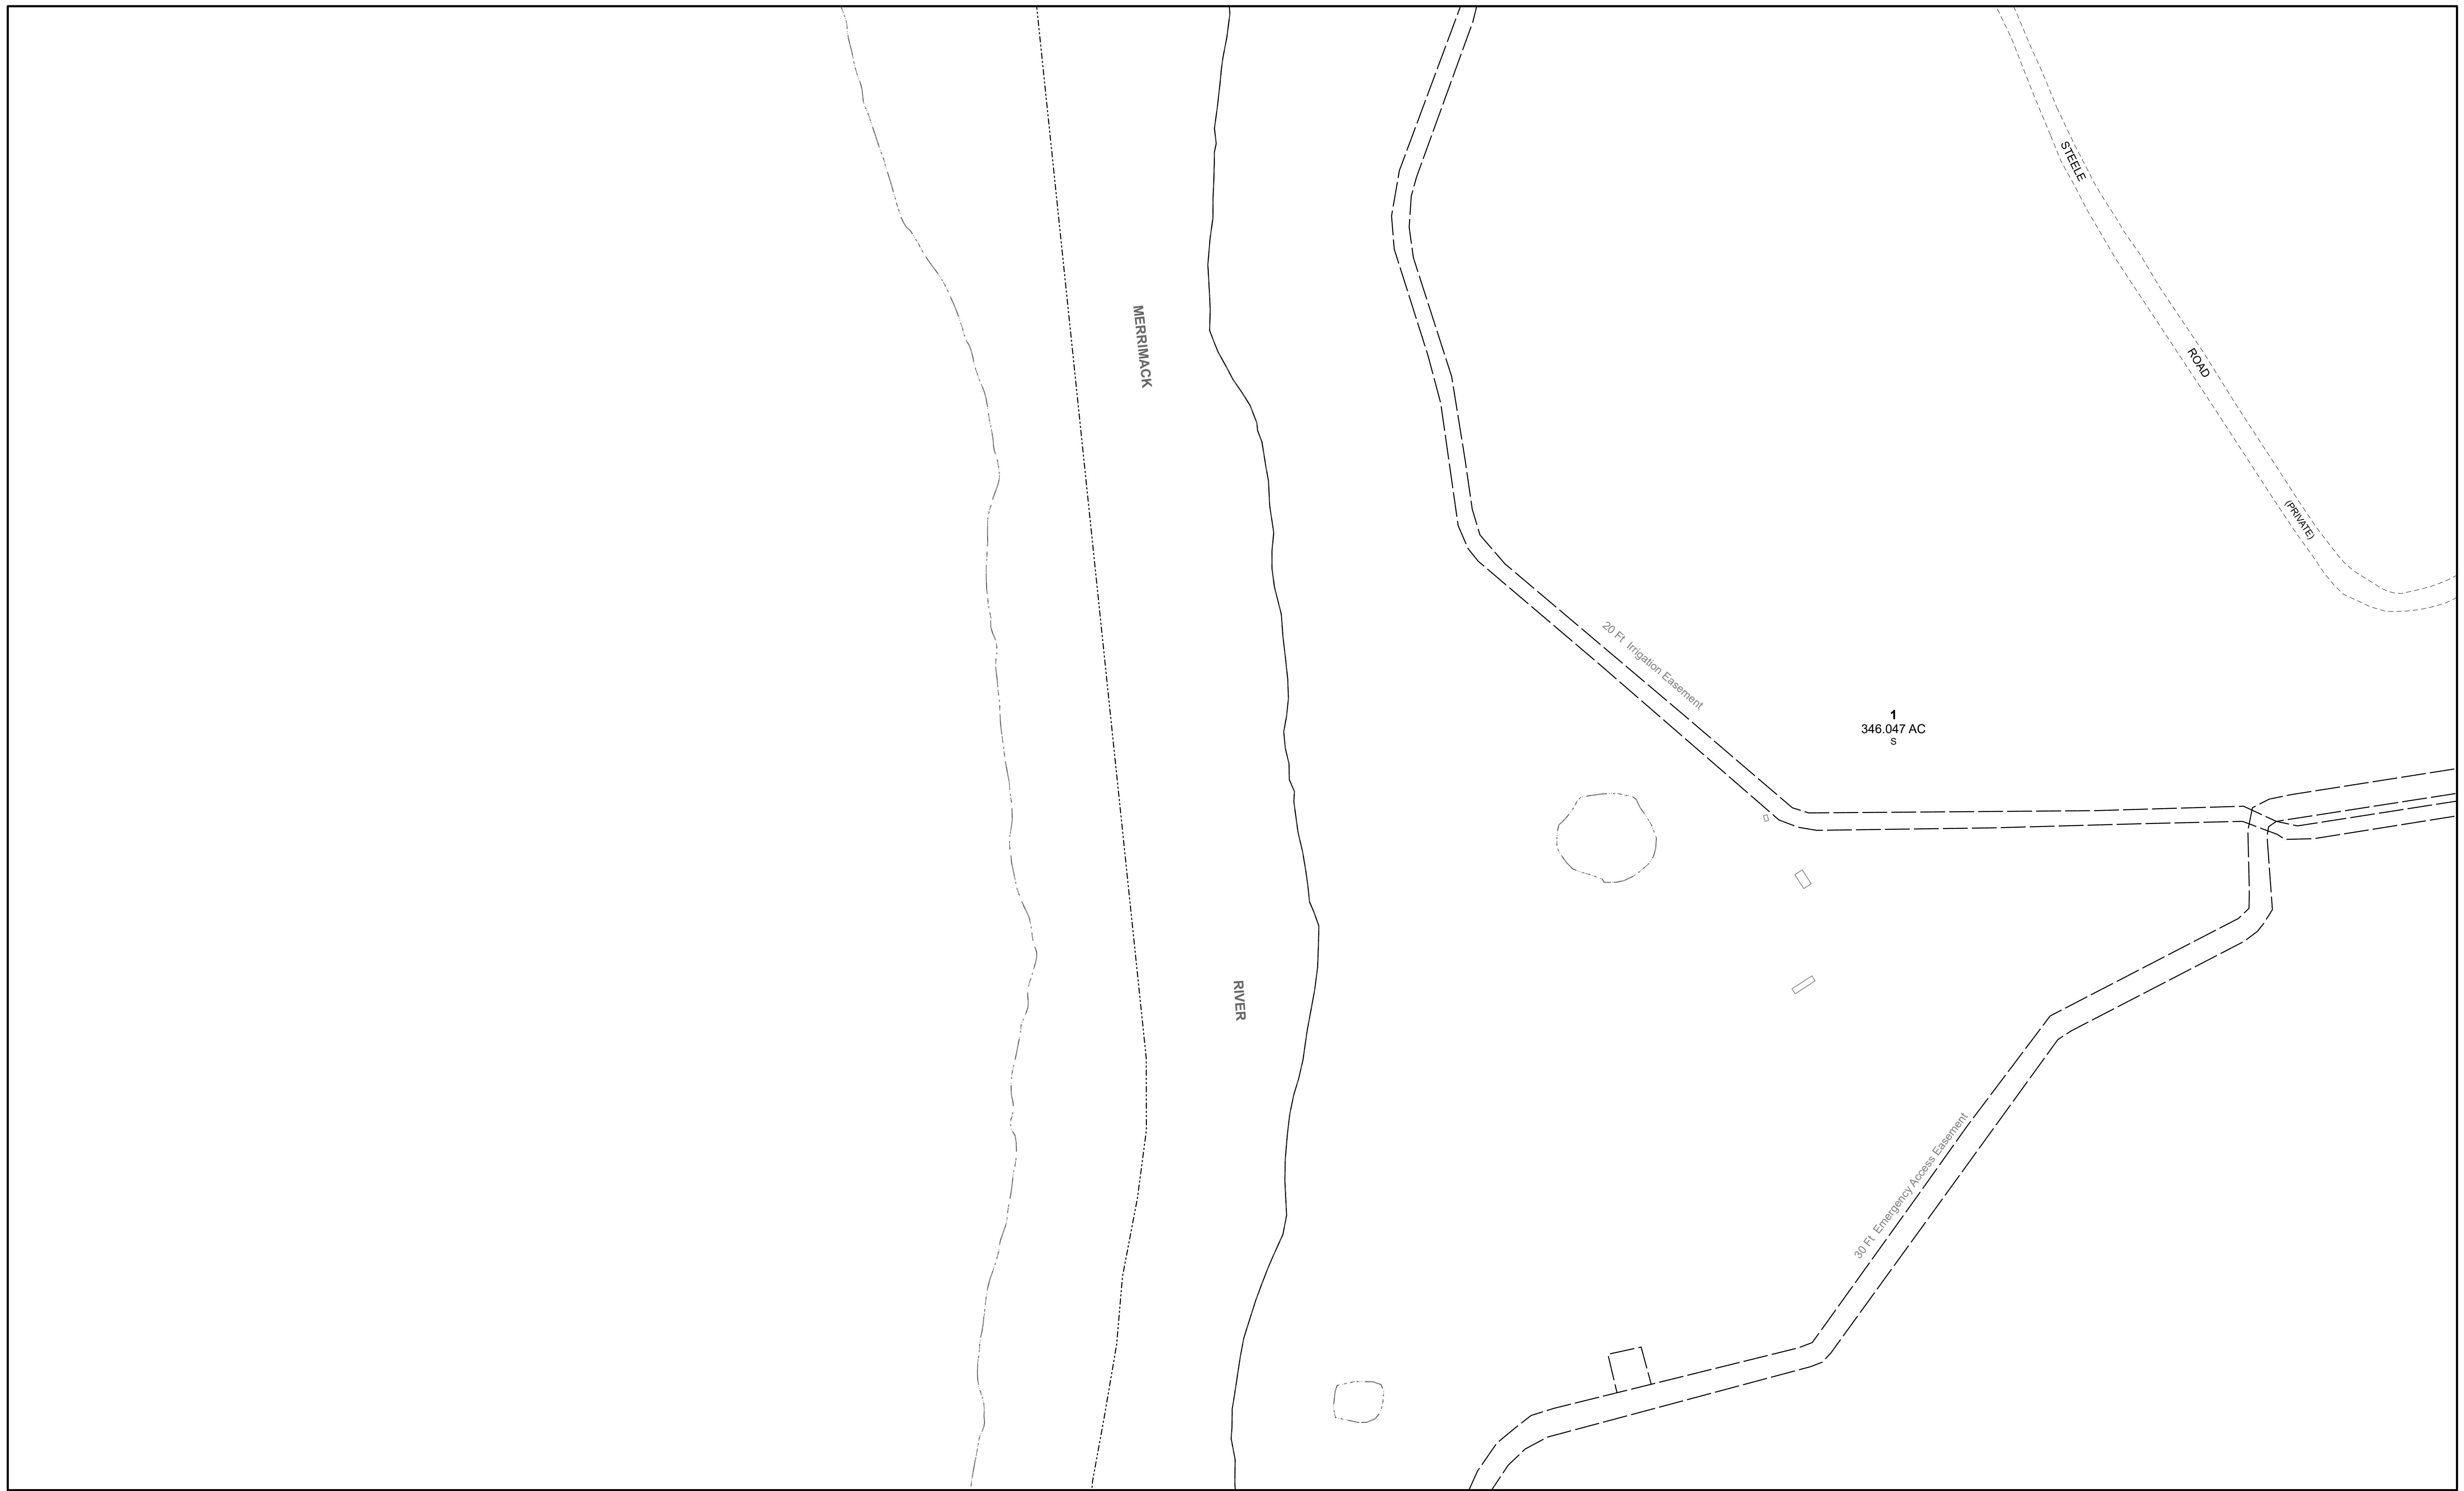 STEELE
ROAD
(PRIVATE)
MERRIMACK
RIVER
20 Ft Irrigation Easement
1
346.047 AC
S
30 Ft Emergency Access Easement